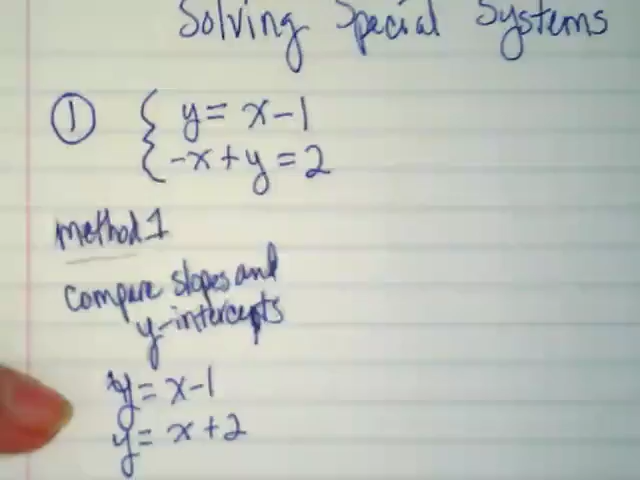 Solving Special Systems
① { y = x - 1
-x + y = 2
method 1
Compare slopes and
y-intercepts
y = x - 1
y = x + 2